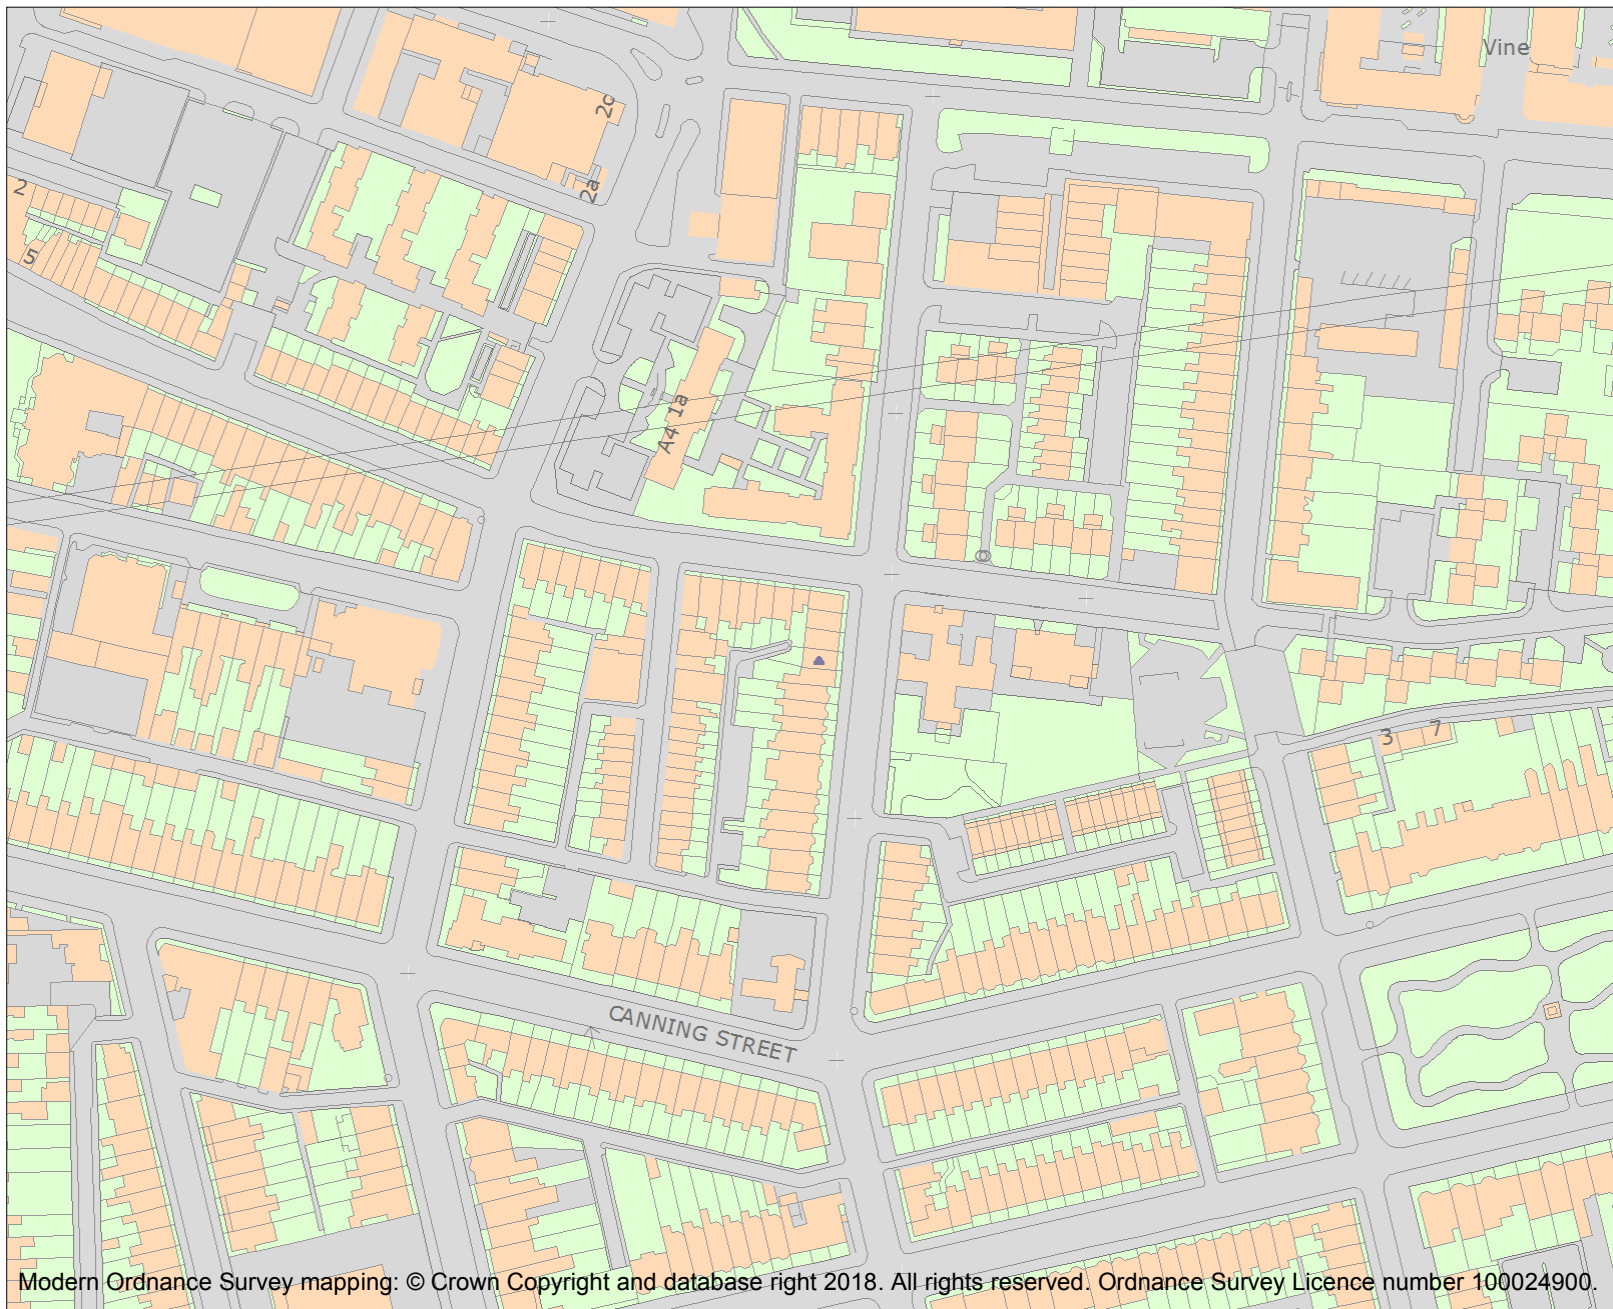 Vine
2c
2a
2
5
A4 1a
3
7
CANNING STREET
Modern Ordnance Survey mapping: © Crown Copyright and database right 2018. All rights reserved. Ordnance Survey Licence number 100024900.